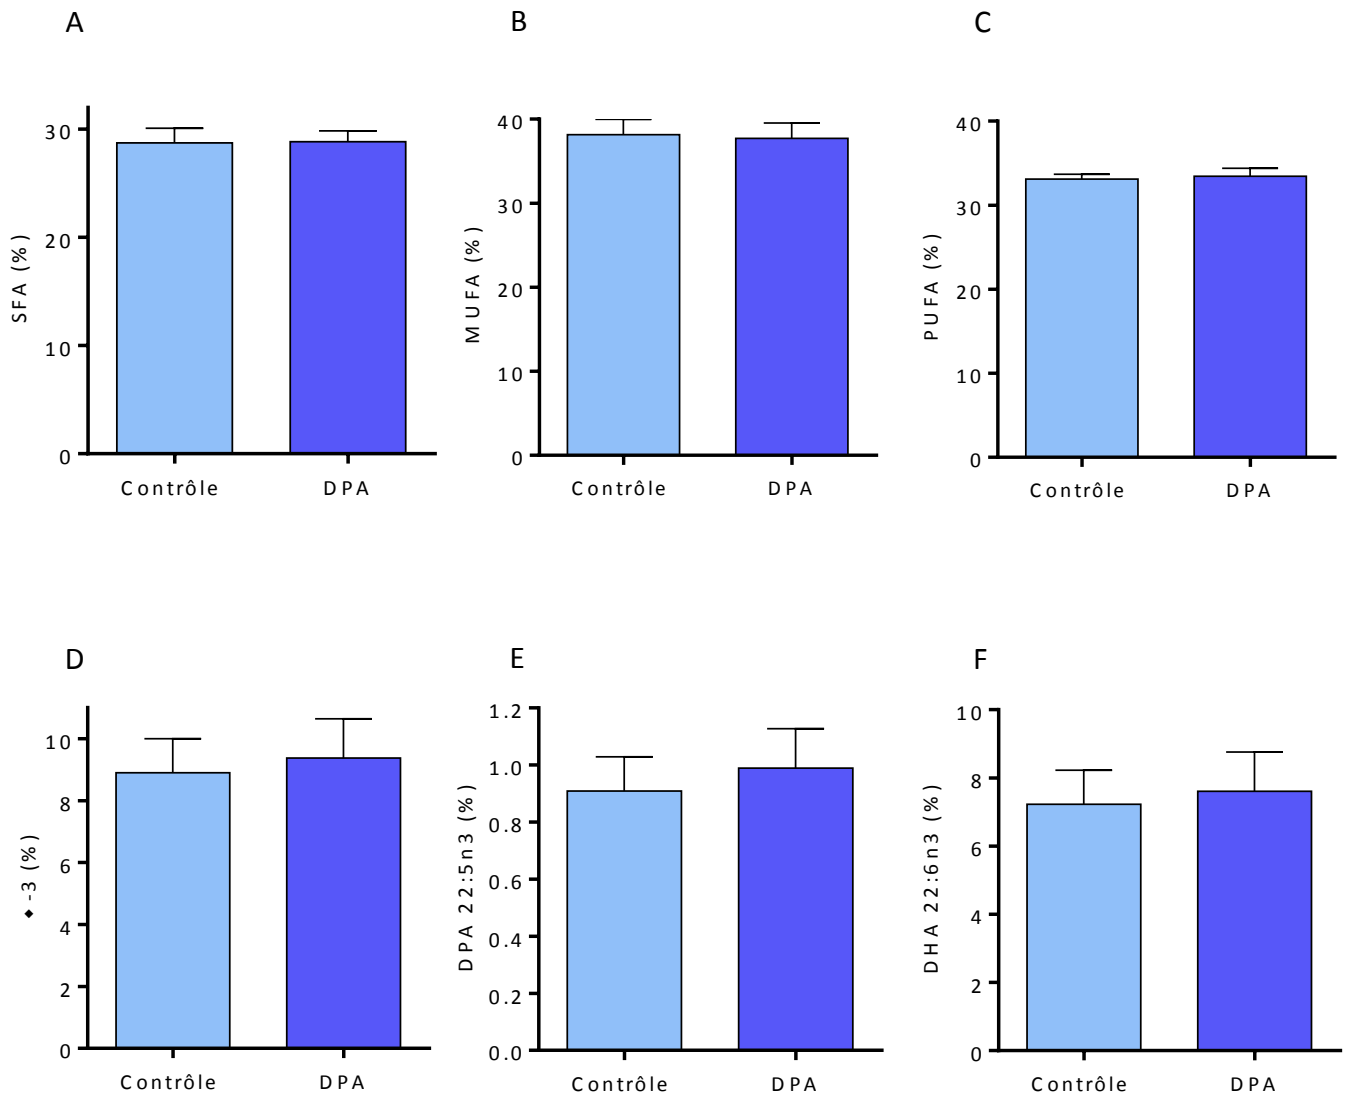 A
B
C
SFA (%)
30
20
10
0
Contrôle
DPA
MUFA (%)
40
30
20
10
0
Contrôle
DPA
PUFA (%)
40
30
20
10
0
Contrôle
DPA
D
E
F
◆-3 (%)
10
8
6
4
2
0
Contrôle
DPA
DPA 22:5n3 (%)
1.2
1.0
0.8
0.6
0.4
0.2
0.0
Contrôle
DPA
DHA 22:6n3 (%)
10
8
6
4
2
0
Contrôle
DPA